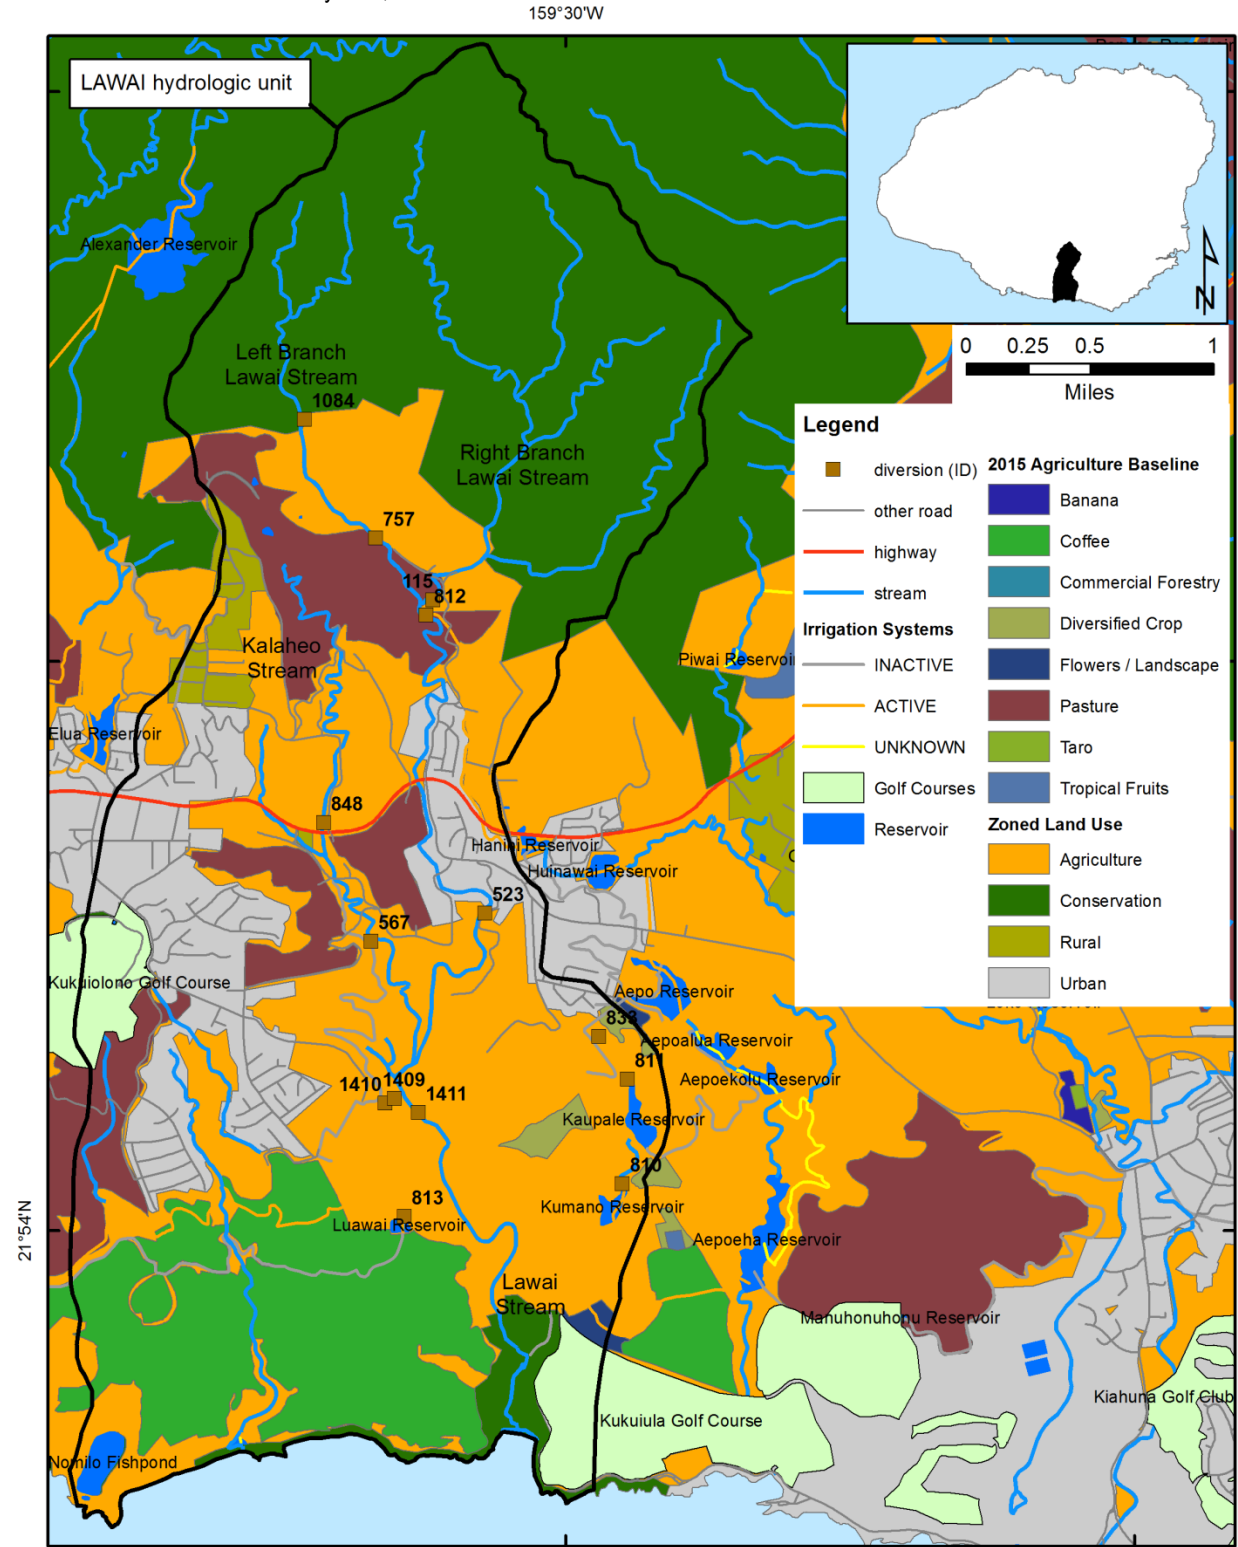 159°30'W
LAWAI hydrologic unit
Alexander Reservoir
0 0.25 0.5 1
Miles
N
Left Branch
Lawai Stream
1084
Right Branch
Lawai Stream
757
115
812
Kalaheo
Stream
Piwai Reservoir
Elua Reservoir
848
Hanini Reservoir
Huinawai Reservoir
523
567
Kukuiolono Golf Course
Aepo Reservoir
833
Aepoalua Reservoir
811
Aepoekolu Reservoir
1410
1409
1411
Kaupale Reservoir
810
813
Kumano Reservoir
Luawai Reservoir
Aepoeha Reservoir
21°54'N
Lawai
Stream
Manuhonuhonu Reservoir
Kiahuna Golf Club
Kukuiula Golf Course
Nomilo Fishpond
Legend
diversion (ID)
other road
highway
stream
Irrigation Systems
INACTIVE
ACTIVE
UNKNOWN
Golf Courses
Reservoir
2015 Agriculture Baseline
Banana
Coffee
Commercial Forestry
Diversified Crop
Flowers / Landscape
Pasture
Taro
Tropical Fruits
Zoned Land Use
Agriculture
Conservation
Rural
Urban